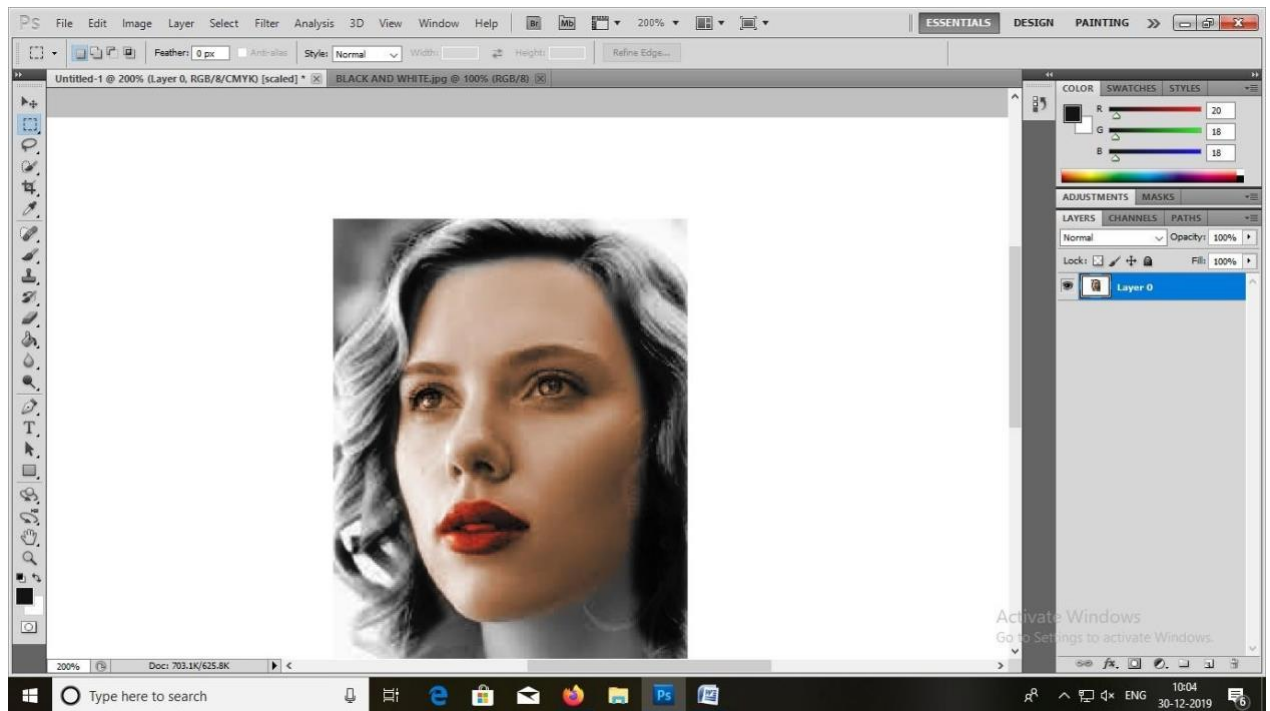 PS File Edit Image Layer Select Filter Analysis 3D View Window Help Br Mb 200% ESSENTIALS DESIGN PAINTING
Feather: 0 px Anti-alias Style: Normal Width: Height: Refine Edge...
Untitled-1 @ 200% (Layer 0, RGB/8/CMYK) [scaled] * BLACK AND WHITE.jpg @ 100% (RGB/8)
COLOR SWATCHES STYLES
R 20
G 18
B 18
ADJUSTMENTS MASKS
LAYERS CHANNELS PATHS
Normal Opacity: 100%
Lock: Fill: 100%
Layer 0
Activate Windows
Go to Settings to activate Windows.
200% Doc: 703.1K/625.8K
Type here to search Ps ENG 10:04
30-12-2019 6